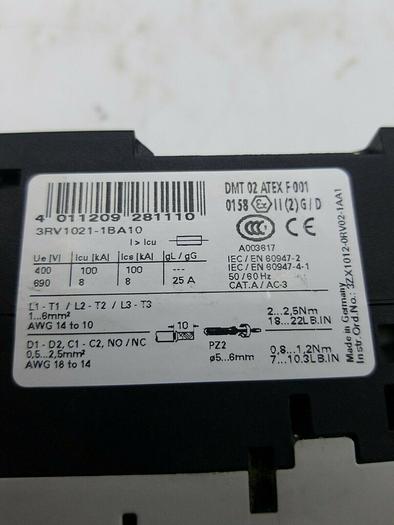 4 011209 281110
3RV1021-1BA10
I > Icu
Ue [V] Icu [kA] Ics [kA] gL / gG
400 100 100 ---
690 8 8 25 A
DMT 02 ATEX F 001
0158 Ex II (2) G / D
CCC
A003617
IEC / EN 60947-2
IEC / EN 60947-4-1
50 / 60 Hz
CAT.A / AC-3
L1 - T1 / L2 - T2 / L3 - T3
1...6mm²
AWG 14 to 10
2...2,5Nm
18...22LB.IN
D1 - D2, C1 - C2, NO / NC
0,5...2,5mm²
AWG 18 to 14
10
PZ2
ø5...6mm
0,8...1,2Nm
7...10.3LB.IN
Made in Germany
Instr.Ord.No.: 3ZX1012-0RV02-1AA1